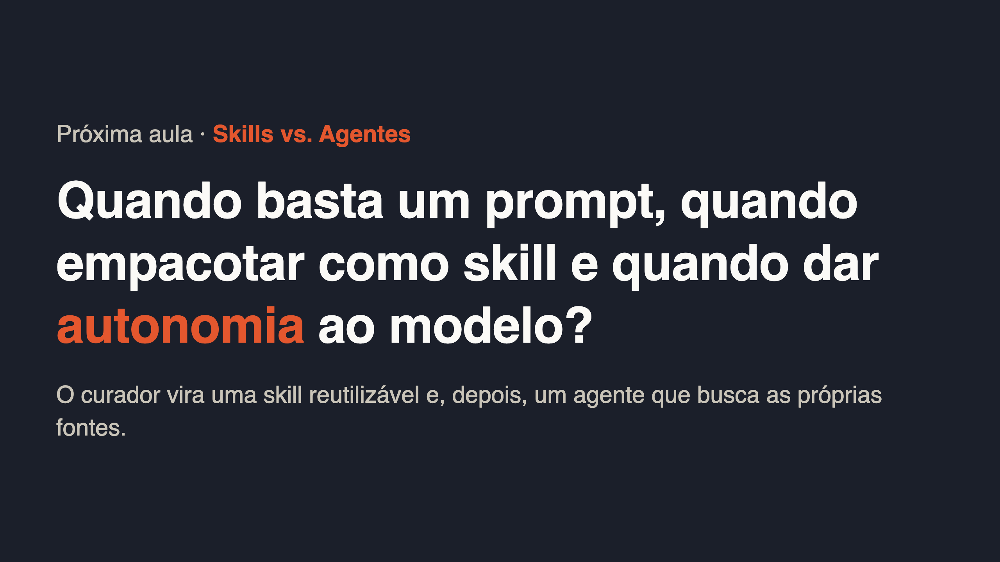 Próxima aula · Skills vs. Agentes
Quando basta um prompt, quando
empacotar como skill e quando dar
autonomia ao modelo?
O curador vira uma skill reutilizável e, depois, um agente que busca as próprias
fontes.